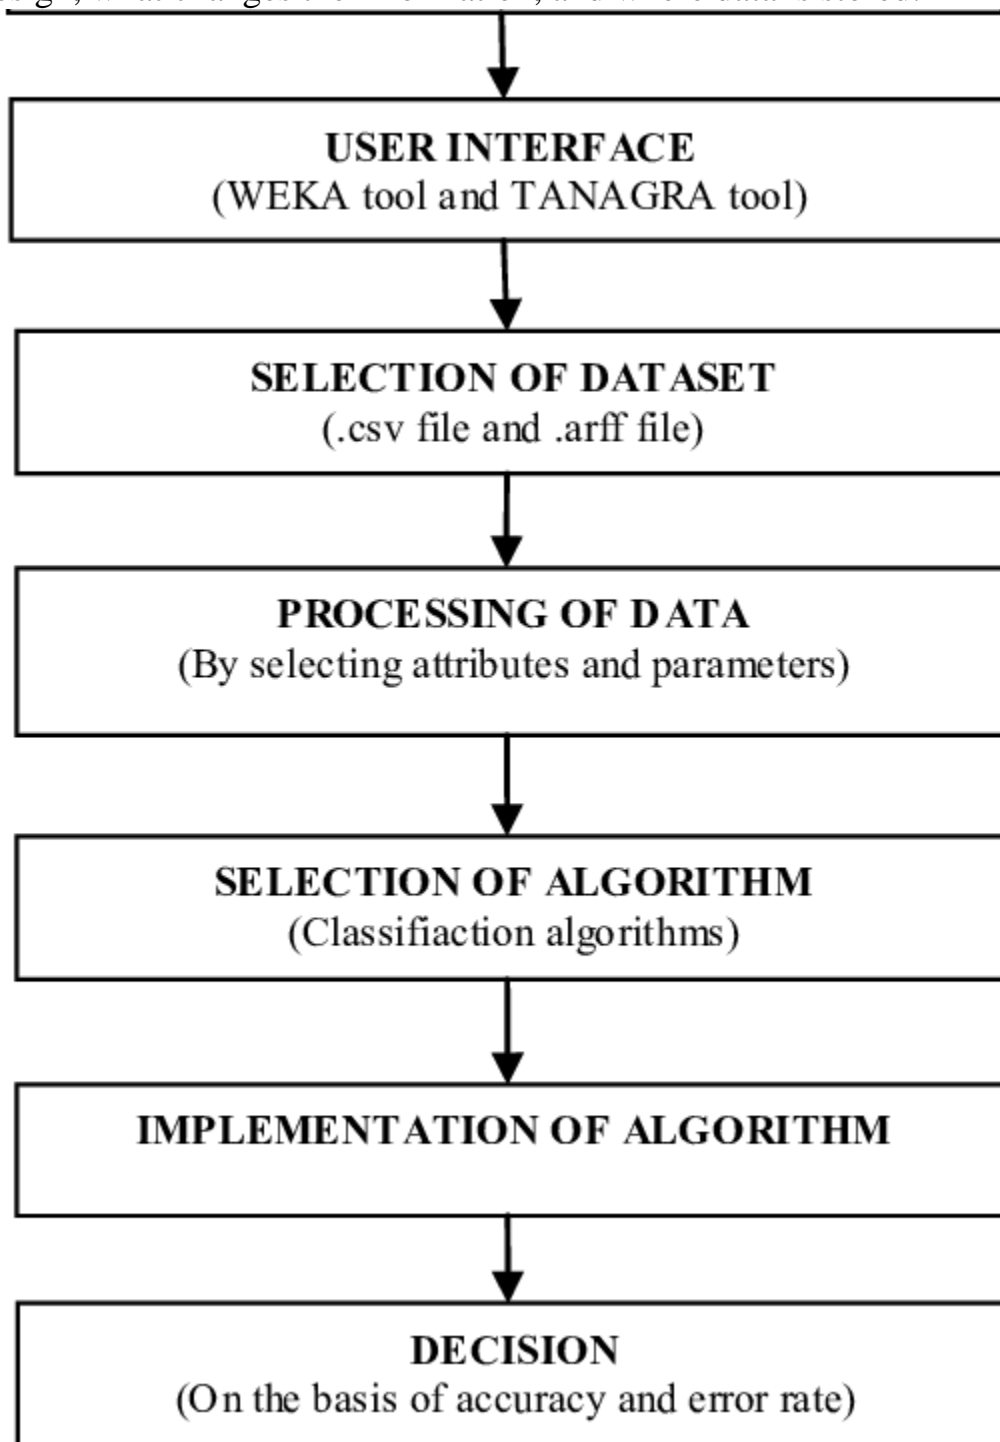 USER INTERFACE
(WEKA tool and TANAGRA tool)
SELECTION OF DATASET
(.csv file and .arff file)
PROCESSING OF DATA
(By selecting attributes and parameters)
SELECTION OF ALGORITHM
(Classifiaction algorithms)
IMPLEMENTATION OF ALGORITHM
DECISION
(On the basis of accuracy and error rate)